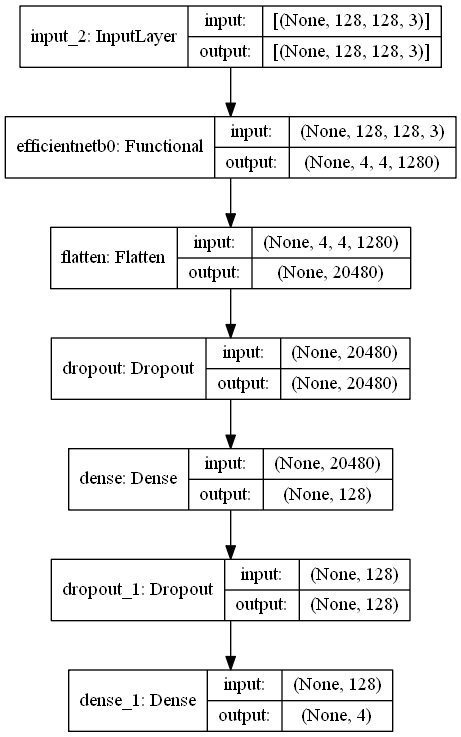 input_2: InputLayer
input:
[(None, 128, 128, 3)]
output:
[(None, 128, 128, 3)]
efficientnetb0: Functional
input:
(None, 128, 128, 3)
output:
(None, 4, 4, 1280)
flatten: Flatten
input:
(None, 4, 4, 1280)
output:
(None, 20480)
dropout: Dropout
input:
(None, 20480)
output:
(None, 20480)
dense: Dense
input:
(None, 20480)
output:
(None, 128)
dropout_1: Dropout
input:
(None, 128)
output:
(None, 128)
dense_1: Dense
input:
(None, 128)
output:
(None, 4)